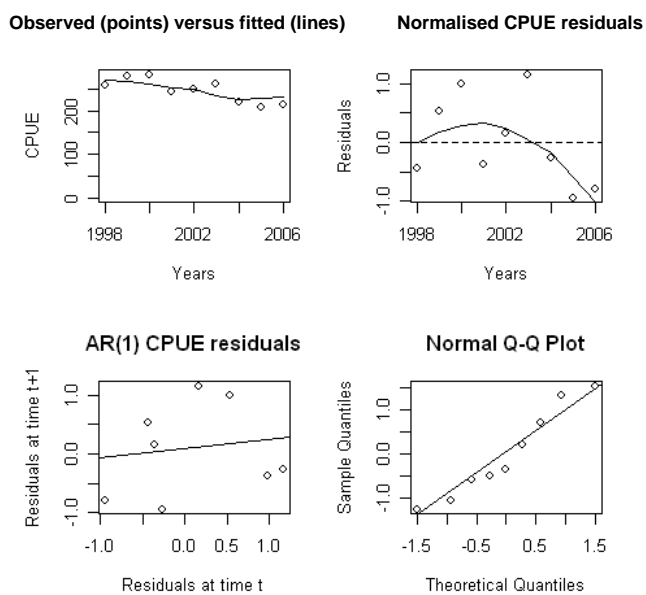 Observed (points) versus fitted (lines)
CPUE
0
100
200
1998
2002
2006
Years
Normalised CPUE residuals
Residuals
-1.0
0.0
1.0
1998
2002
2006
Years
AR(1) CPUE residuals
Residuals at time t+1
-1.0
0.0
1.0
-1.0
0.0
0.5
1.0
Residuals at time t
Normal Q-Q Plot
Sample Quantiles
-1.0
0.0
1.0
-1.5
-0.5
0.5
1.5
Theoretical Quantiles